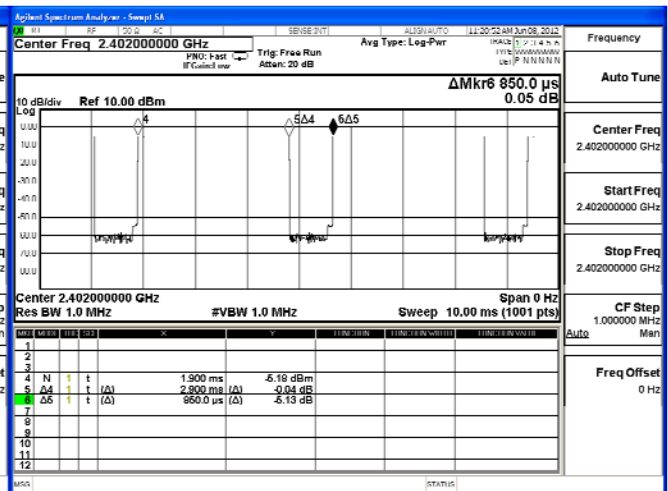 Agilent Spectrum Analyzer - Swept SA
RF 50 Ω AC SENSE:INT ALIGN AUTO 11:20:52 AM Jun 08, 2012
Center Freq 2.402000000 GHz
Avg Type: Log-Pwr
TRACE 1 2 3 4 5 6
PNO: Fast
Trig: Free Run
TYPE
IFGain:Low
Atten: 20 dB
DET P N N N N N
ΔMkr6 850.0 µs
0.05 dB
10 dB/div Ref 10.00 dBm
Log
4
5Δ4
6Δ5
0.00
10.0
20.0
-30.0
-40.0
-50.0
60.0
70.0
80.0
Center 2.402000000 GHz
Span 0 Hz
Res BW 1.0 MHz
#VBW 1.0 MHz
Sweep 10.00 ms (1001 pts)
MKR MODE TRC SCL X Y FUNCTION FUNCTION WIDTH FUNCTION VALUE
1
2
3
4 N 1 t 1.900 ms -5.18 dBm
5 Δ4 1 t (Δ) 2.900 ms (Δ) -0.04 dB
6 Δ5 1 t (Δ) 850.0 µs (Δ) -5.13 dB
7
8
9
10
11
12
MSG
STATUS
Frequency
Auto Tune
Center Freq
2.402000000 GHz
Start Freq
2.402000000 GHz
Stop Freq
2.402000000 GHz
CF Step
1.000000 MHz
Auto Man
Freq Offset
0 Hz